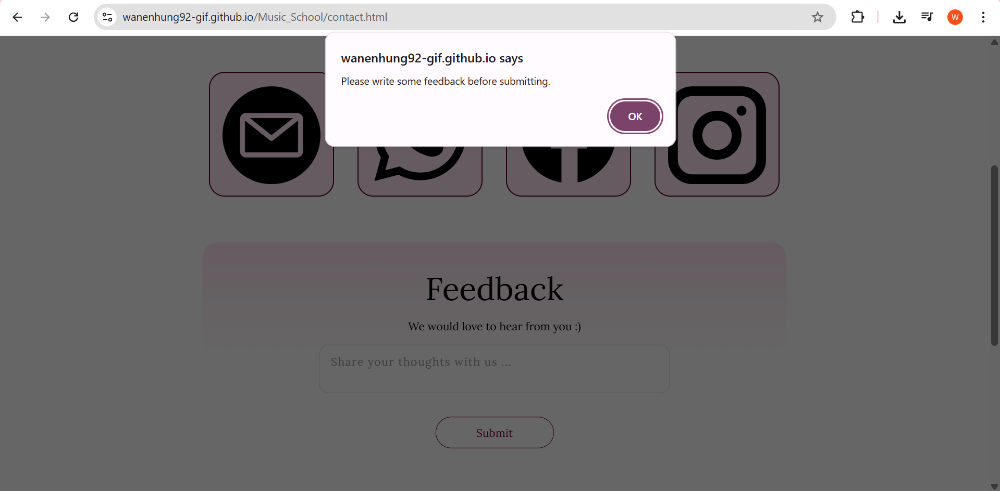 wanenhung92-gif.github.io/Music_School/contact.html
W
wanenhung92-gif.github.io says
Please write some feedback before submitting.
OK
Feedback
We would love to hear from you :)
Share your thoughts with us ...
Submit